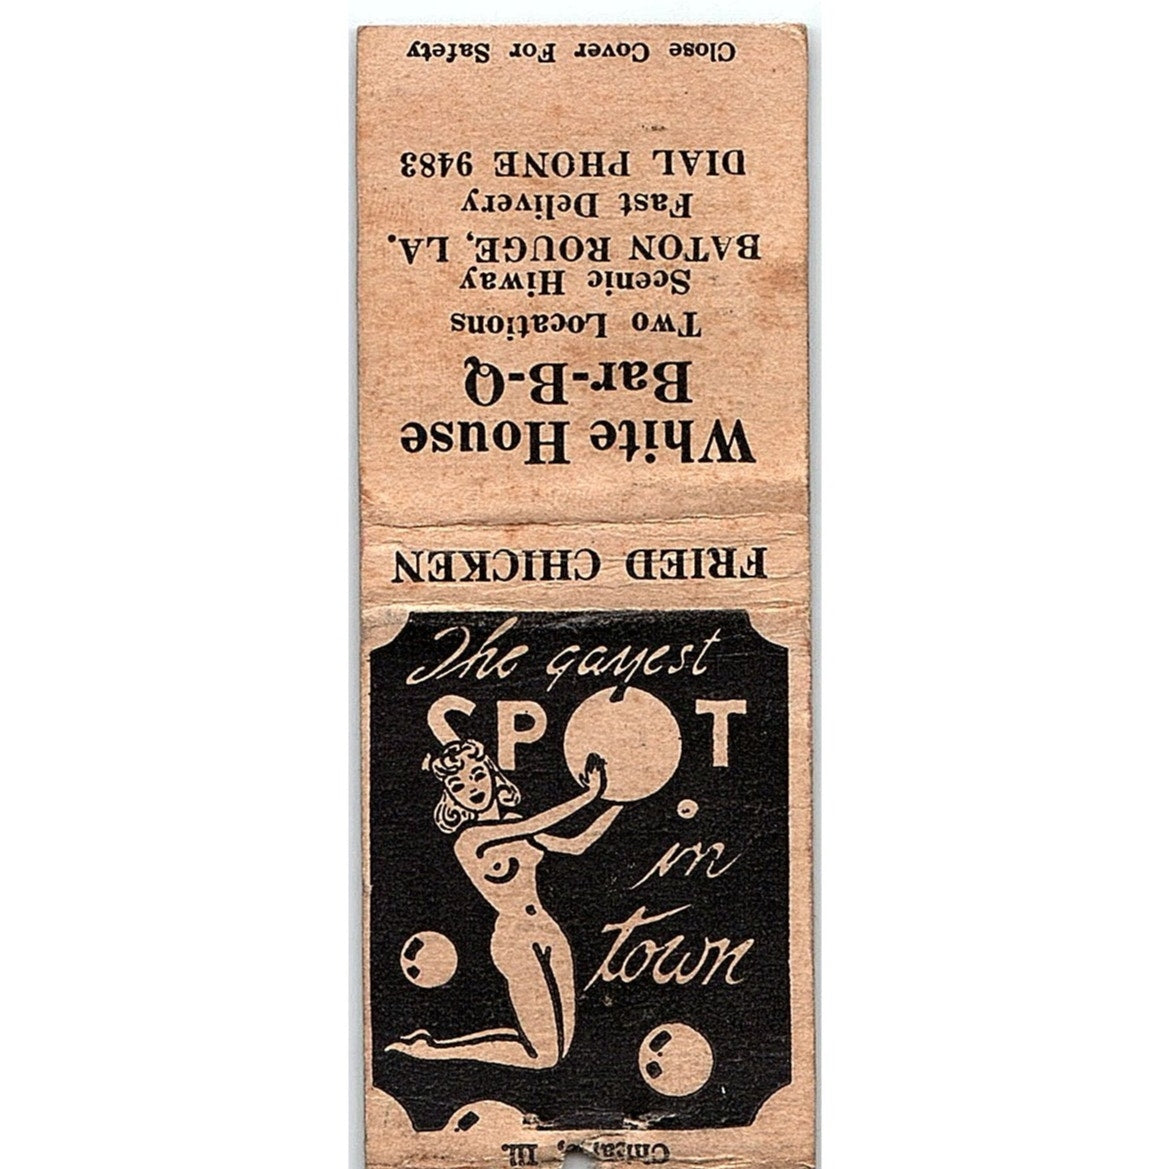 The gayest
SPOT
in
town
FRIED CHICKEN
White House
Bar-B-Q
Two Locations
Scenic Hiway
BATON ROUGE, LA.
Fast Delivery
DIAL PHONE 9483
Close Cover For Safety
Ill.